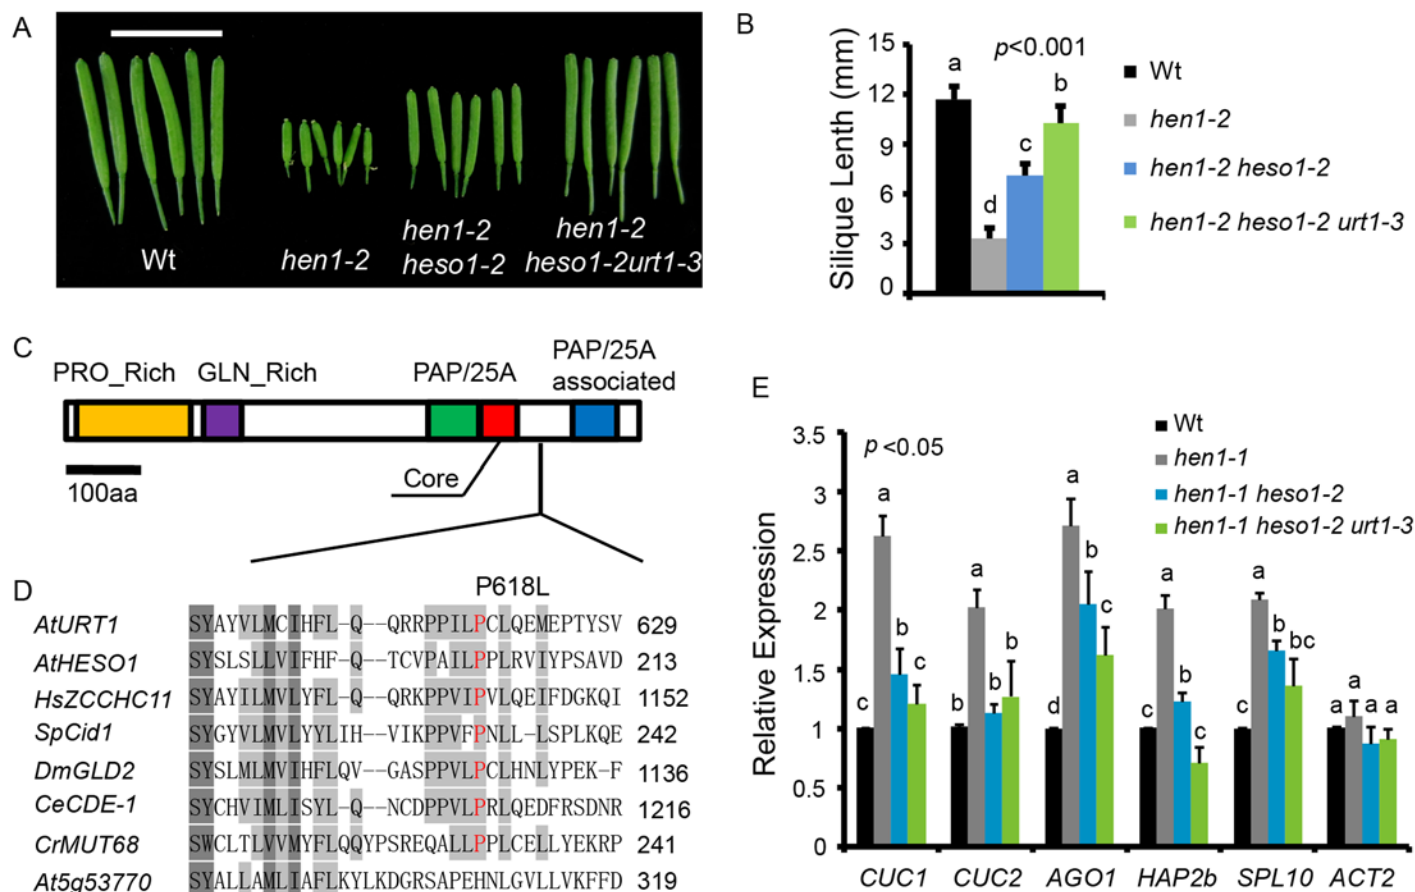 A
Wt
hen1-2
hen1-2
heso1-2
hen1-2
heso1-2urt1-3
B
Silique Lenth (mm)
15
12
9
6
3
0
p<0.001
a
d
c
b
Wt
hen1-2
hen1-2 heso1-2
hen1-2 heso1-2 urt1-3
C
PRO_Rich
GLN_Rich
PAP/25A
PAP/25A
associated
Core
100aa
D
P618L
AtURT1 SYAYVLMCIHFL-Q--QRRPPILPCLQEMEPTYSV 629
AtHESO1 SYSLSLLVIFHF-Q--TCVPAILPPLRVIYPSAVD 213
HsZCCHC11 SYAYILMVLYFL-Q--QRKPPVIPVLQEIFDGKQI 1152
SpCid1 SYGYVLMVLYYLIH--VIKPPVFPNLL-LSPLKQE 242
DmGLD2 SYSLMLMVIHFLQV--GASPPVLPCLHNLYPEK-F 1136
CeCDE-1 SYCHVIMLISYL-Q--NCDPPVLPRLQEDFRSDNR 1216
CrMUT68 SWCLTLVVMYFLQQYPSREQALLPPLCELLYEKRP 241
At5g53770 SYALLAMLIAFLKYLKDGRSAPEHNLGVLLVKFFD 319
E
Relative Expression
3.5
3
2.5
2
1.5
1
0
p <0.05
Wt
hen1-1
hen1-1 heso1-2
hen1-1 heso1-2 urt1-3
c a b c
b a b b
d a b c
c a b c
c a b bc
a a a a
CUC1 CUC2 AGO1 HAP2b SPL10 ACT2